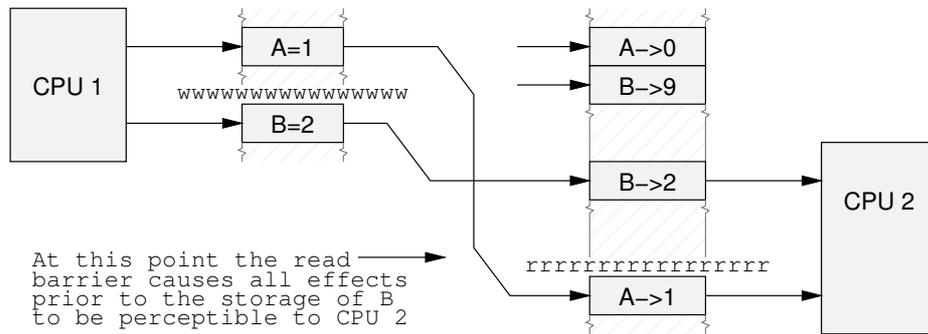 A=1
A->0
CPU 1
B->9
wwwwwwwwwwwwwwww
B=2
B->2
CPU 2
At this point the read
barrier causes all effects
prior to the storage of B
to be perceptible to CPU 2
rrrrrrrrrrrrrrrrr
A->1